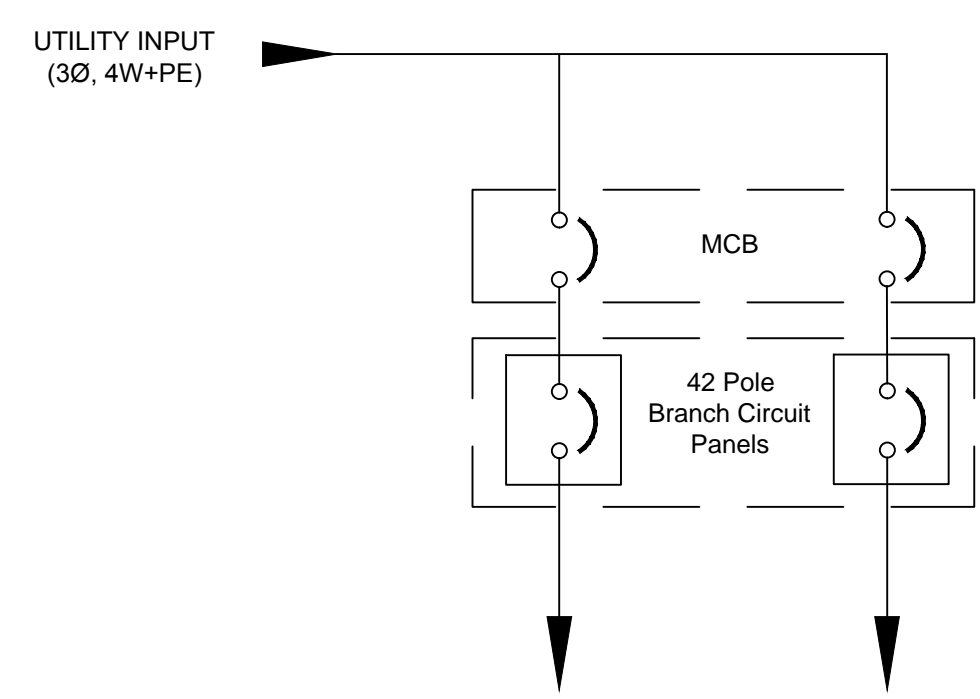 UTILITY INPUT
(3Ø, 4W+PE)
MCB
42 Pole
Branch Circuit
Panels